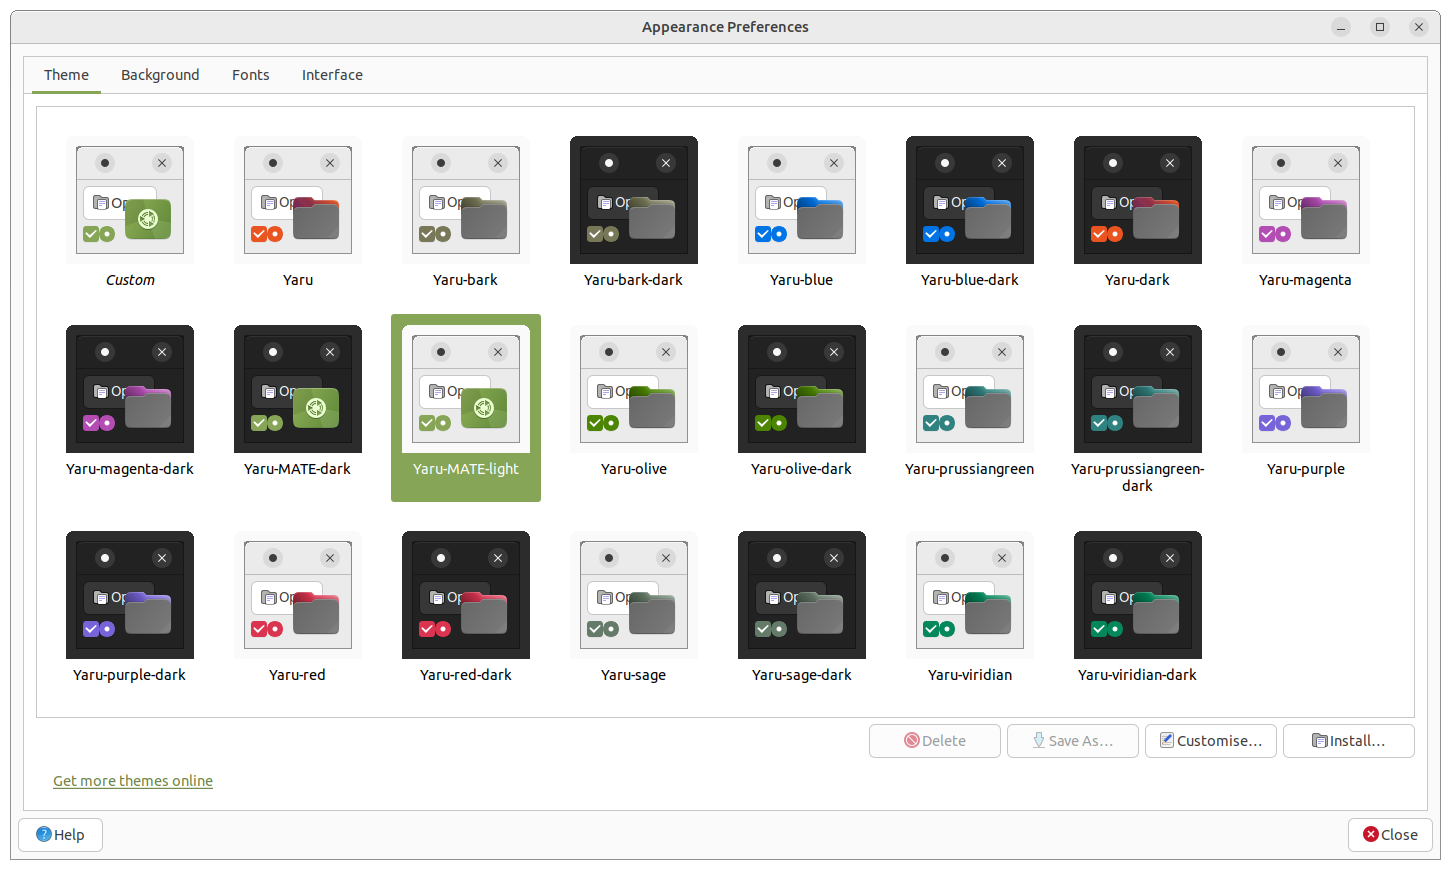 Appearance Preferences
Theme Background Fonts Interface
Op Op Op Op Op Op Op Op
Custom Yaru Yaru-bark Yaru-bark-dark Yaru-blue Yaru-blue-dark Yaru-dark Yaru-magenta
Op Op Op Op Op Op Op Op
Yaru-magenta-dark Yaru-MATE-dark Yaru-MATE-light Yaru-olive Yaru-olive-dark Yaru-prussiangreen Yaru-prussiangreen- Yaru-purple
dark
Op Op Op Op Op Op Op
Yaru-purple-dark Yaru-red Yaru-red-dark Yaru-sage Yaru-sage-dark Yaru-viridian Yaru-viridian-dark
Delete Save As... Customise... Install...
Get more themes online
Help Close